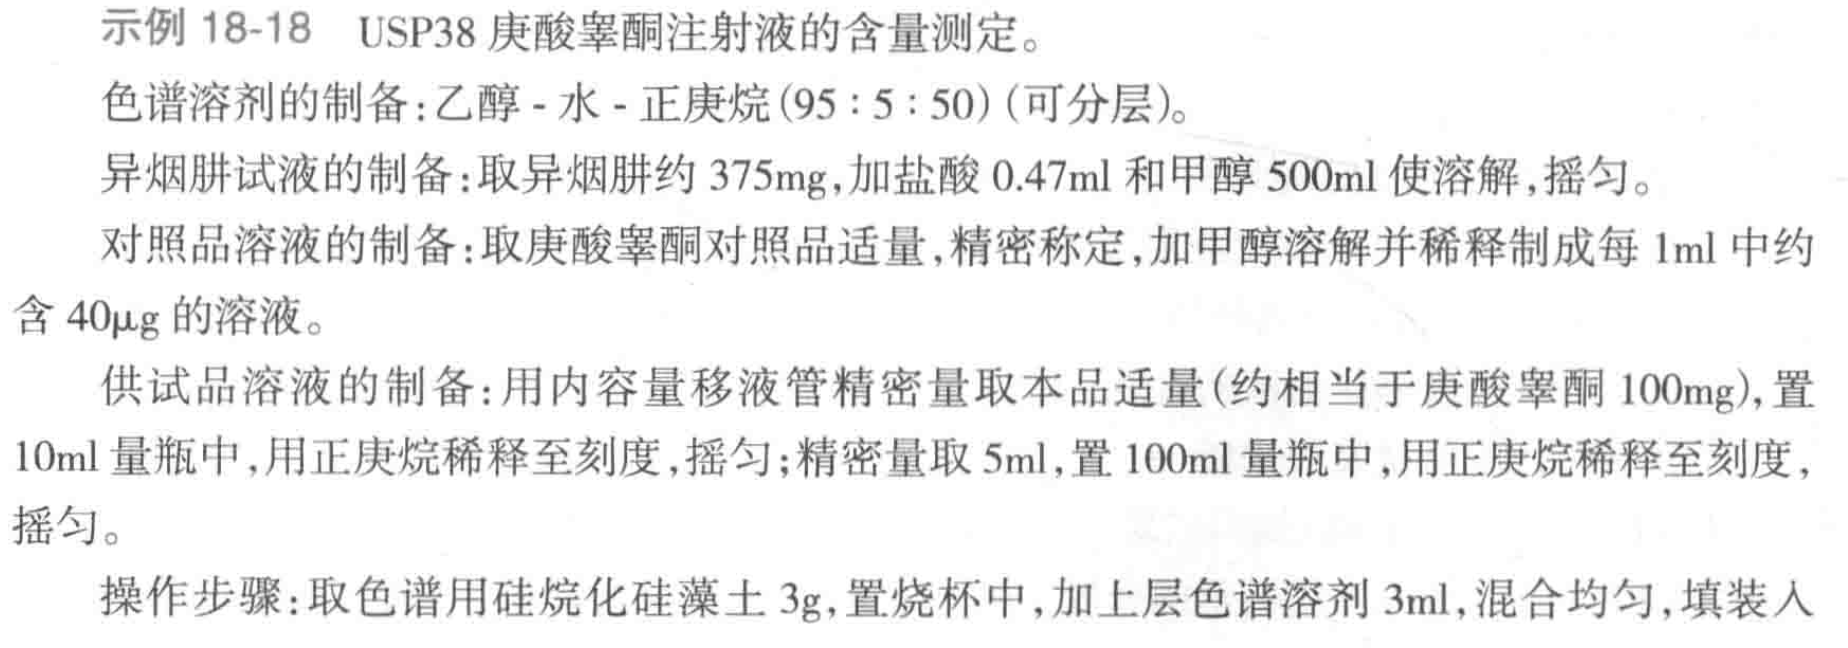 示例 18-18 USP38 庚酸睾酮注射液的含量测定。
色谱溶剂的制备:乙醇 - 水 - 正庚烷(95∶5∶50)(可分层)。
异烟肼试液的制备:取异烟肼约 375mg,加盐酸 0.47ml 和甲醇 500ml 使溶解,摇匀。
对照品溶液的制备:取庚酸睾酮对照品适量,精密称定,加甲醇溶解并稀释制成每 1ml 中约
含 40μg 的溶液。
供试品溶液的制备:用内容量移液管精密量取本品适量(约相当于庚酸睾酮 100mg),置
10ml 量瓶中,用正庚烷稀释至刻度,摇匀;精密量取 5ml,置 100ml 量瓶中,用正庚烷稀释至刻度,
摇匀。
操作步骤:取色谱用硅烷化硅藻土 3g,置烧杯中,加上层色谱溶剂 3ml,混合均匀,填装入